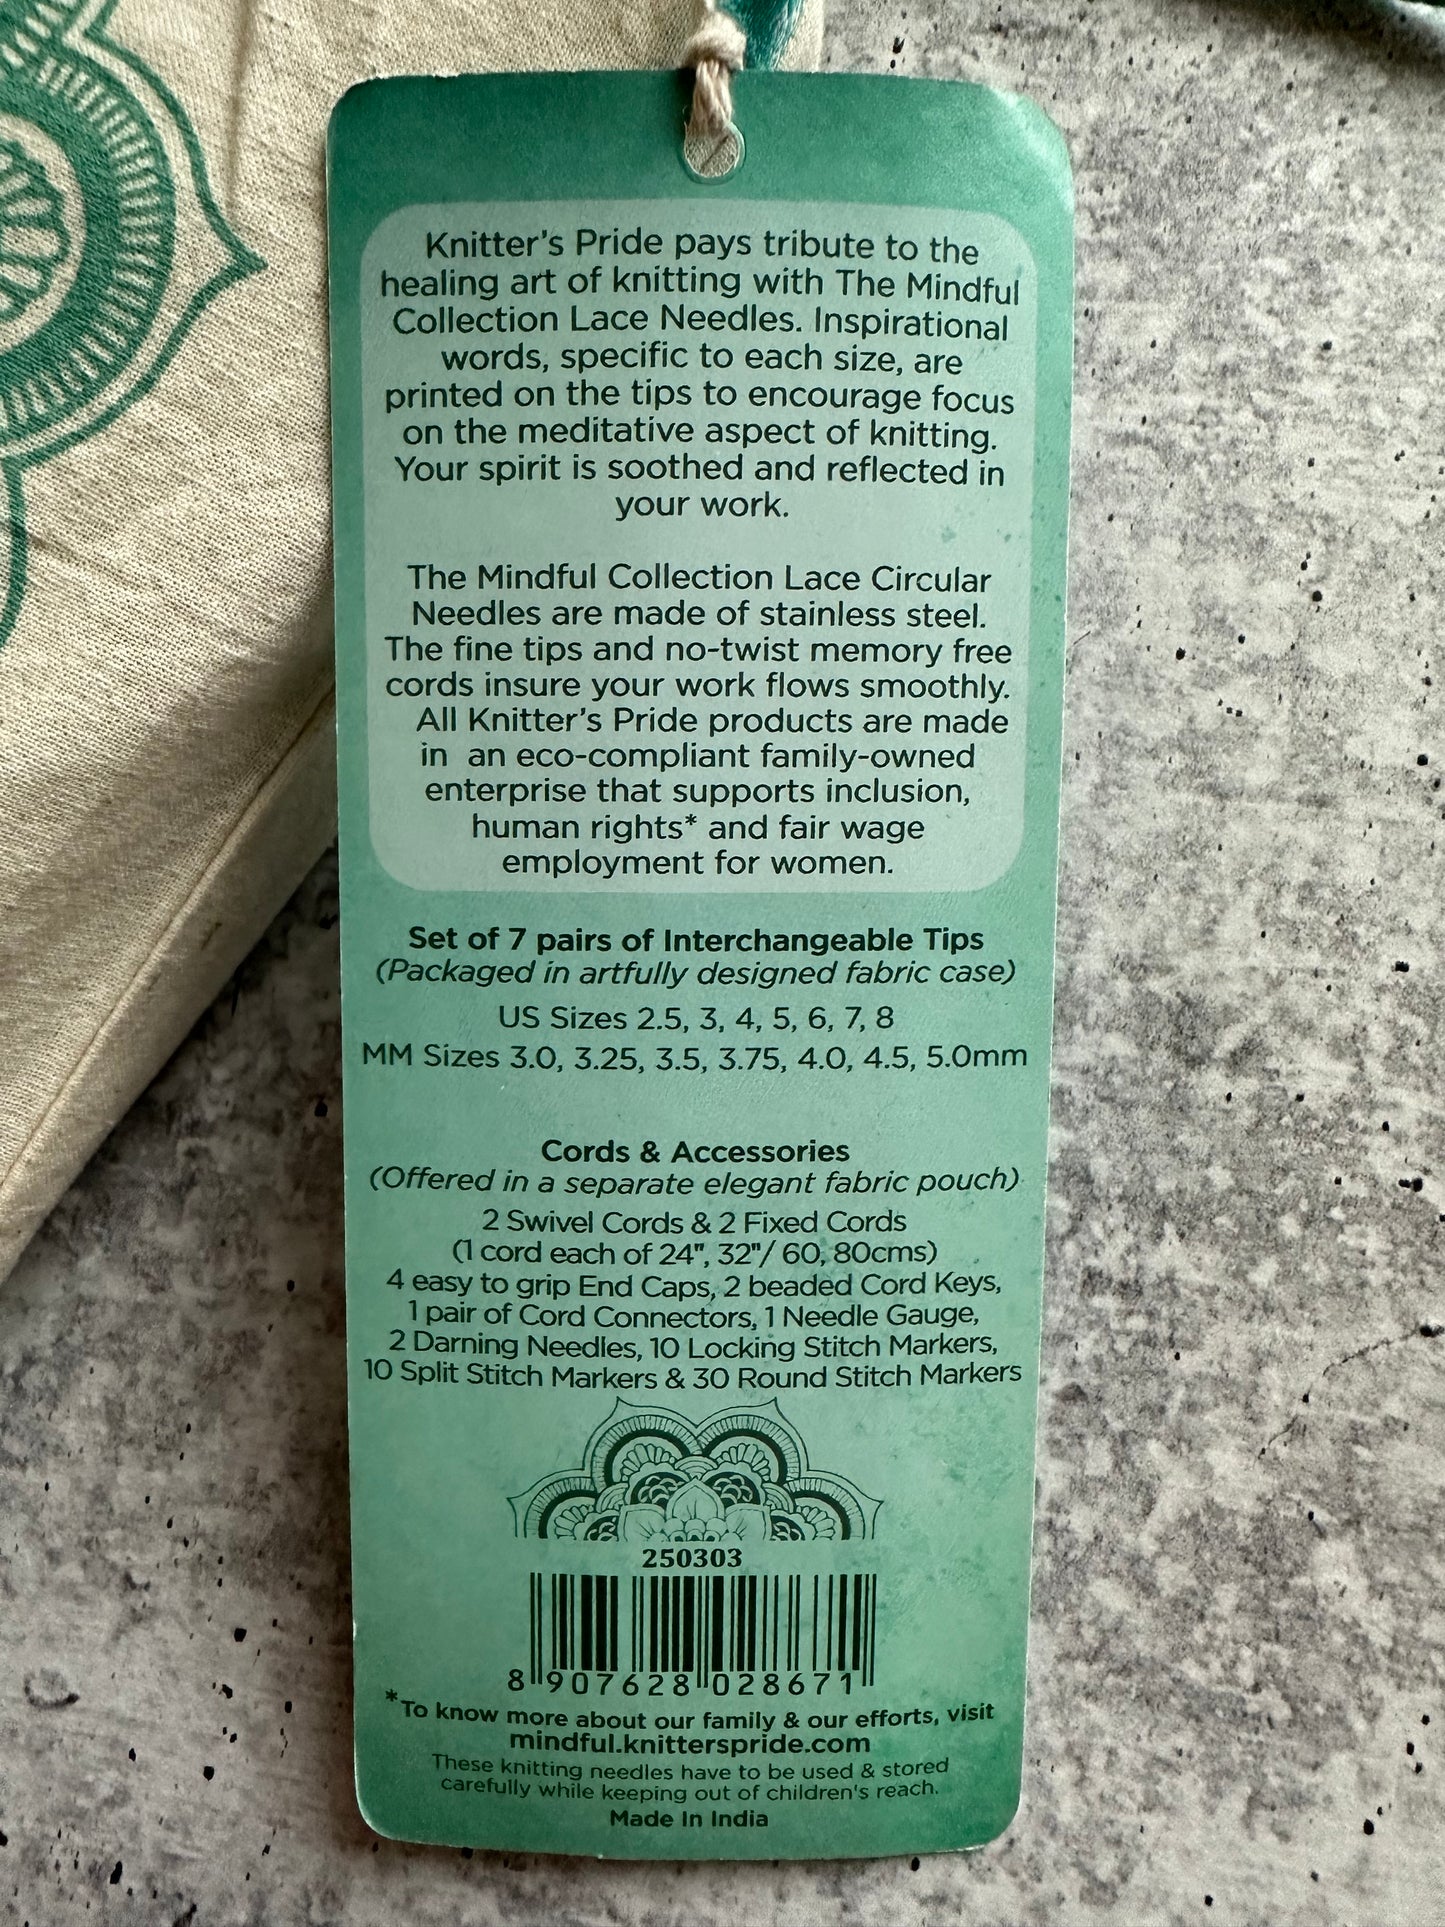 Knitter's Pride pays tribute to the
healing art of knitting with The Mindful
Collection Lace Needles. Inspirational
words, specific to each size, are
printed on the tips to encourage focus
on the meditative aspect of knitting.
Your spirit is soothed and reflected in
your work.
The Mindful Collection Lace Circular
Needles are made of stainless steel.
The fine tips and no-twist memory free
cords insure your work flows smoothly.
All Knitter's Pride products are made
in an eco-compliant family-owned
enterprise that supports inclusion,
human rights* and fair wage
employment for women.
Set of 7 pairs of Interchangeable Tips
(Packaged in artfully designed fabric case)
US Sizes 2.5, 3, 4, 5, 6, 7, 8
MM Sizes 3.0, 3.25, 3.5, 3.75, 4.0, 4.5, 5.0mm
Cords & Accessories
(Offered in a separate elegant fabric pouch)
2 Swivel Cords & 2 Fixed Cords
(1 cord each of 24", 32"/ 60, 80cms)
4 easy to grip End Caps, 2 beaded Cord Keys,
1 pair of Cord Connectors, 1 Needle Gauge,
2 Darning Needles, 10 Locking Stitch Markers,
10 Split Stitch Markers & 30 Round Stitch Markers
250303
8 907628 028671
*To know more about our family & our efforts, visit
mindful.knitterspride.com
These knitting needles have to be used & stored
carefully while keeping out of children's reach.
Made In India